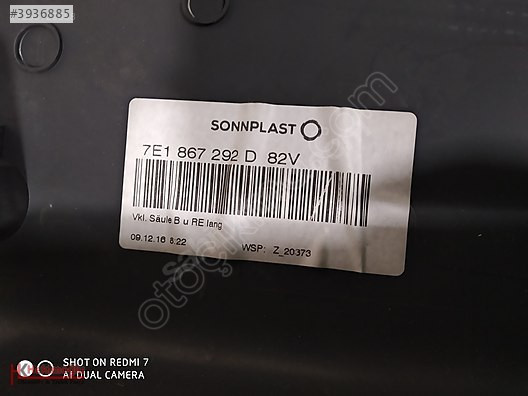 #3936885
SONNPLAST
7E1 867 292 D 82V
Vkl. Säule B u RE lang
09.12.16 8:22 WSP: Z_20373
SHOT ON REDMI 7
AI DUAL CAMERA